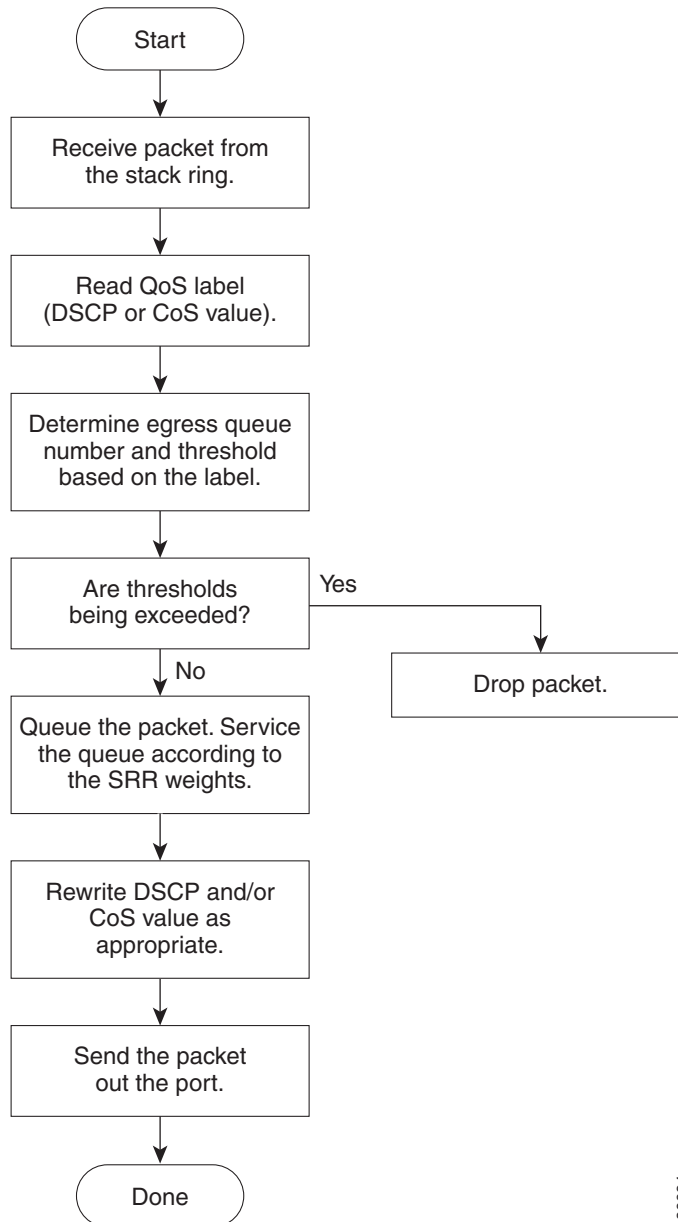 Start
Receive packet from
the stack ring.
Read QoS label
(DSCP or CoS value).
Determine egress queue
number and threshold
based on the label.
Are thresholds
being exceeded?
Yes
No
Drop packet.
Queue the packet. Service
the queue according to
the SRR weights.
Rewrite DSCP and/or
CoS value as
appropriate.
Send the packet
out the port.
Done